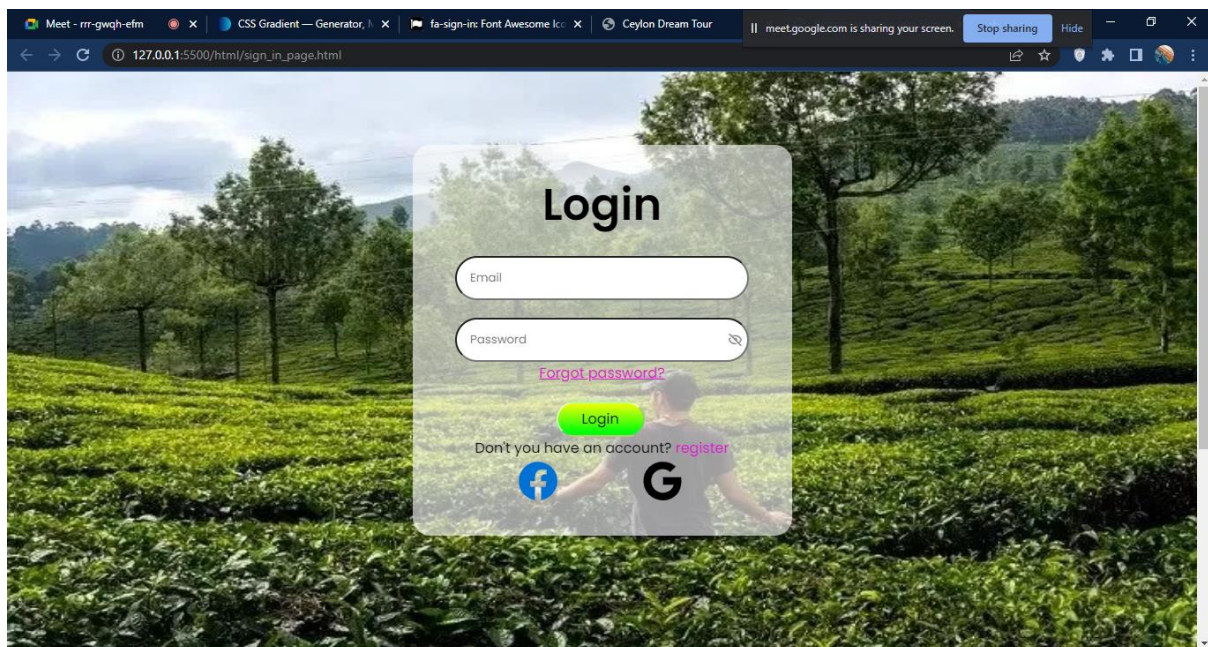 Meet - rrr-gwqh-efm
CSS Gradient — Generator,
fa-sign-in: Font Awesome Ico
Ceylon Dream Tour
meet.google.com is sharing your screen.
Stop sharing
Hide
127.0.0.1:5500/html/sign_in_page.html
Login
Email
Password
Forgot password?
Login
Don't you have an account? register